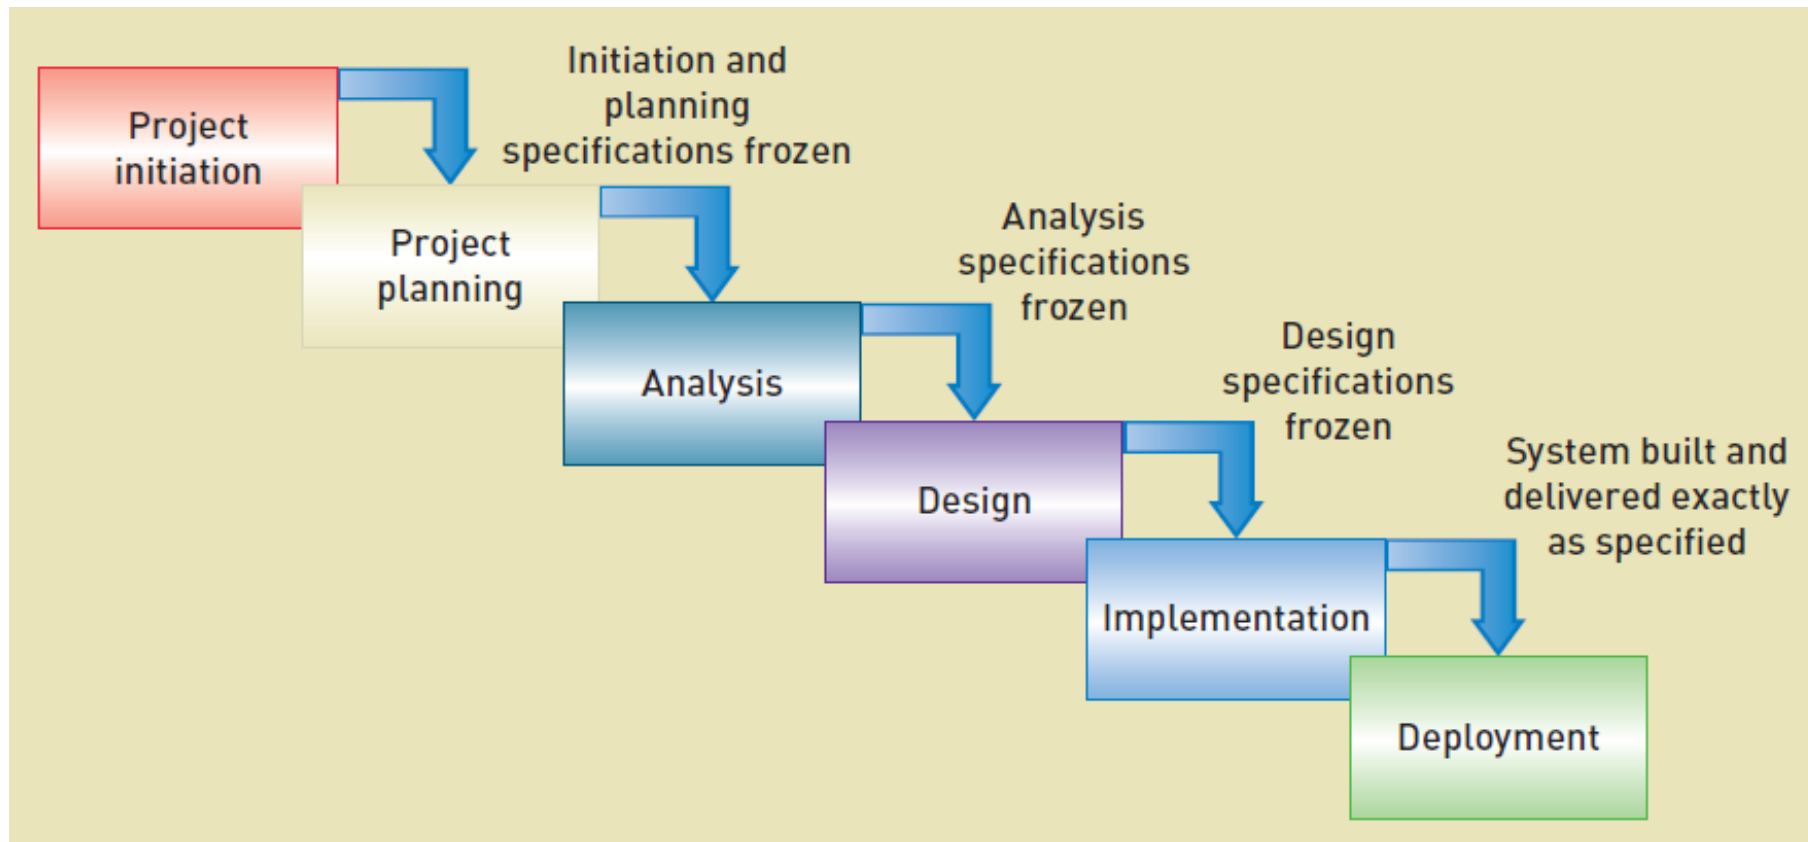 Project
initiation
Initiation and
planning
specifications frozen
Project
planning
Analysis
specifications
frozen
Analysis
Design
specifications
frozen
Design
System built and
delivered exactly
as specified
Implementation
Deployment